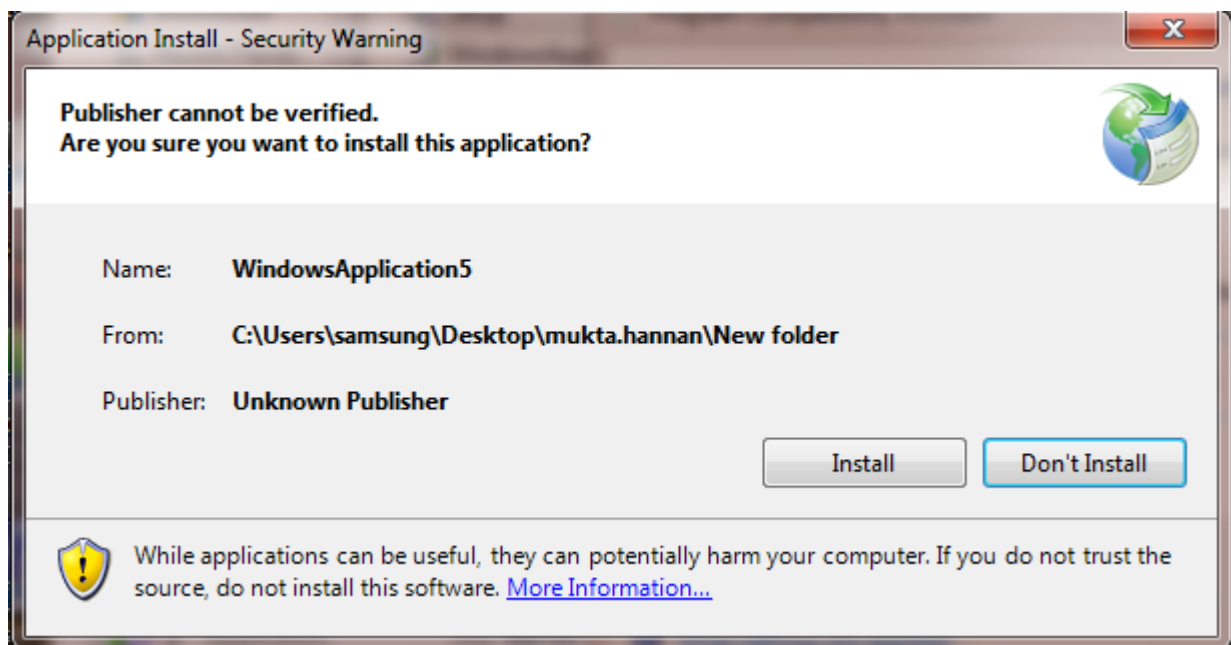 Application Install - Security Warning
Publisher cannot be verified.
Are you sure you want to install this application?
Name: WindowsApplication5
From: C:\Users\samsung\Desktop\mukta.hannan\New folder
Publisher: Unknown Publisher
Install Don't Install
While applications can be useful, they can potentially harm your computer. If you do not trust the
source, do not install this software. More Information...